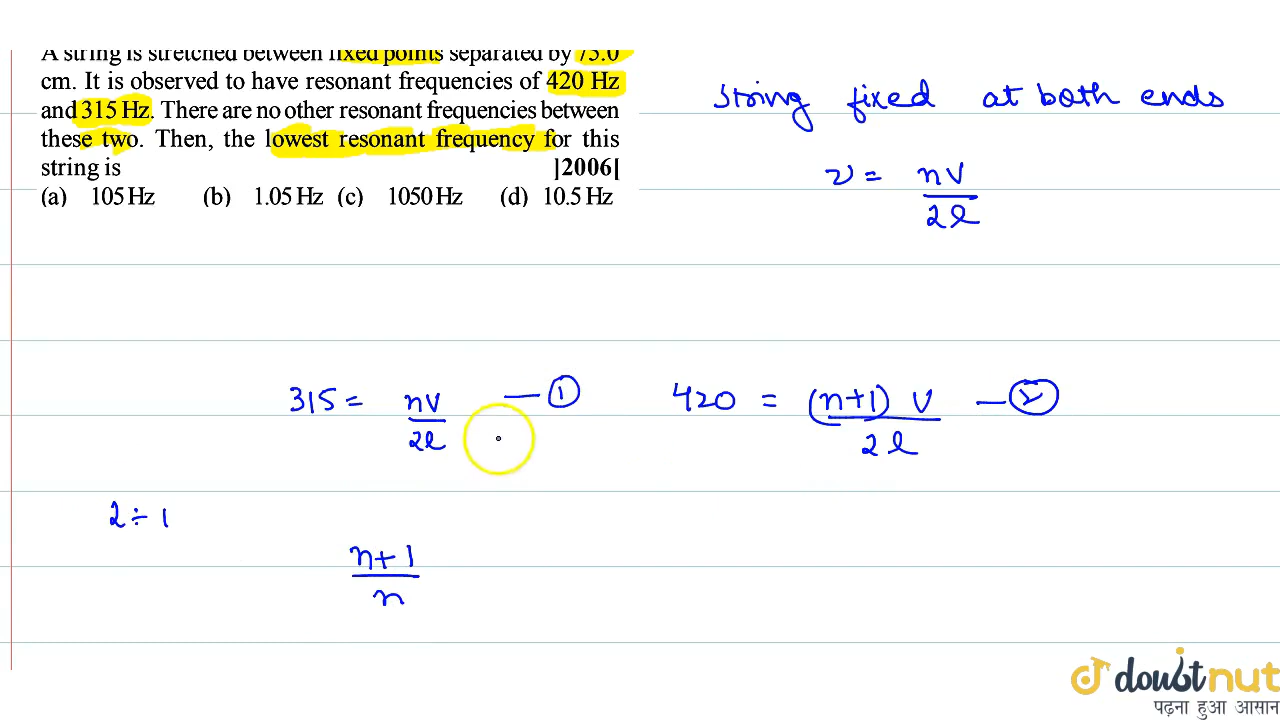 A string is stretched between fixed points separated by 75.0
cm. It is observed to have resonant frequencies of 420 Hz
and 315 Hz. There are no other resonant frequencies between
these two. Then, the lowest resonant frequency for this
string is ]2006[
(a) 105 Hz (b) 1.05 Hz (c) 1050 Hz (d) 10.5 Hz
string fixed at both ends
ν = nv
2l
315 = nv — ①
2l
420 = (n+1) v — ②
2l
2 ÷ 1
n+1
n
doubtnut
पढ़ना हुआ आसान